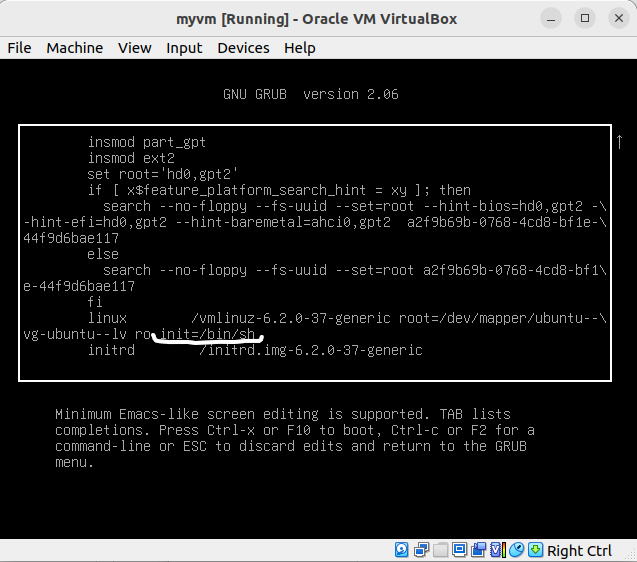 myvm [Running] - Oracle VM VirtualBox
File Machine View Input Devices Help
GNU GRUB version 2.06
insmod part_gpt
insmod ext2
set root='hd0,gpt2'
if [ x$feature_platform_search_hint = xy ]; then
search --no-floppy --fs-uuid --set=root --hint-bios=hd0,gpt2 -\
-hint-efi=hd0,gpt2 --hint-baremetal=ahci0,gpt2 a2f9b69b-0768-4cd8-bf1e-\
44f9d6bae117
else
search --no-floppy --fs-uuid --set=root a2f9b69b-0768-4cd8-bf1\
e-44f9d6bae117
fi
linux /vmlinuz-6.2.0-37-generic root=/dev/mapper/ubuntu--\
vg-ubuntu--lv ro init=/bin/sh
initrd /initrd.img-6.2.0-37-generic
Minimum Emacs-like screen editing is supported. TAB lists
completions. Press Ctrl-x or F10 to boot, Ctrl-c or F2 for a
command-line or ESC to discard edits and return to the GRUB
menu.
Right Ctrl